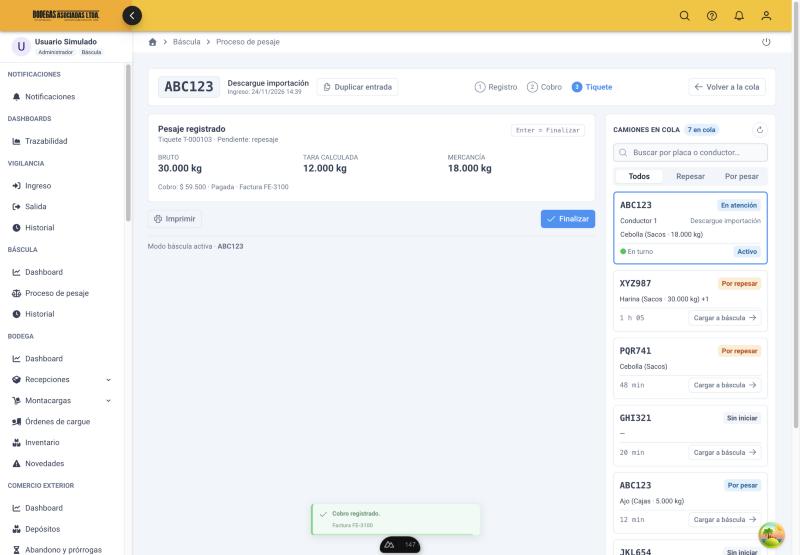 BODEGAS ASOCIADAS LTDA.
U
Usuario Simulado
Administrador
Báscula
NOTIFICACIONES
Notificaciones
DASHBOARDS
Trazabilidad
VIGILANCIA
Ingreso
Salida
Historial
BÁSCULA
Dashboard
Proceso de pesaje
Historial
BODEGA
Dashboard
Recepciones
Montacargas
Órdenes de cargue
Inventario
Novedades
COMERCIO EXTERIOR
Dashboard
Depósitos
Abandono y prórrogas
Báscula
Proceso de pesaje
ABC123
Descargue importación
Ingreso: 24/11/2026 14:39
Duplicar entrada
1 Registro
2 Cobro
3 Tiquete
Volver a la cola
Pesaje registrado
Tiquete T-000103 · Pendiente: repesaje
Enter = Finalizar
BRUTO
30.000 kg
TARA CALCULADA
12.000 kg
MERCANCÍA
18.000 kg
Cobro: $ 59.500 · Pagada · Factura FE-3100
Imprimir
Finalizar
Modo báscula activa · ABC123
CAMIONES EN COLA
7 en cola
Buscar por placa o conductor...
Todos
Repesar
Por pesar
ABC123
En atención
Conductor 1
Descargue importación
Cebolla (Sacos · 18.000 kg)
En turno
Activo
XYZ987
Por repesar
Harina (Sacos · 30.000 kg) +1
1 h 05
Cargar a báscula
PQR741
Por repesar
Cebolla (Sacos)
48 min
Cargar a báscula
GHI321
Sin iniciar
—
20 min
Cargar a báscula
ABC123
Por pesar
Ajo (Cajas · 5.000 kg)
12 min
Cargar a báscula
JKL654
Sin iniciar
Cobro registrado.
Factura FE-3100
147